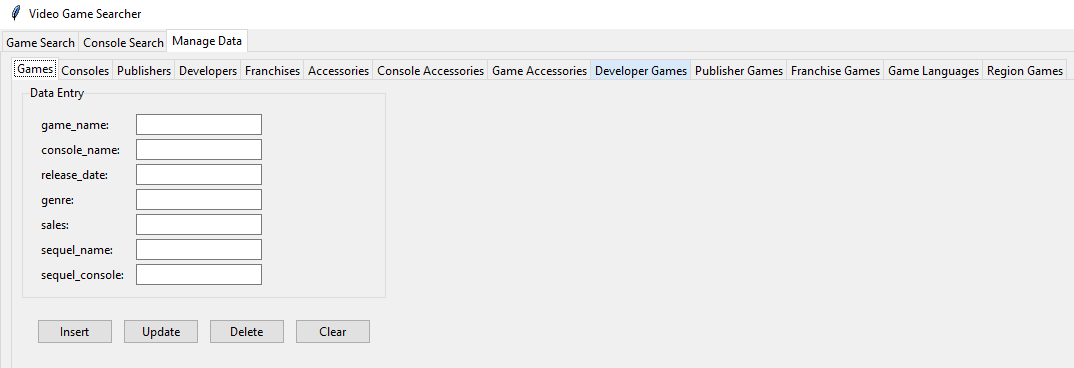 Video Game Searcher
Game Search Console Search Manage Data
Games Consoles Publishers Developers Franchises Accessories Console Accessories Game Accessories Developer Games Publisher Games Franchise Games Game Languages Region Games
Data Entry
game_name:
console_name:
release_date:
genre:
sales:
sequel_name:
sequel_console:
Insert Update Delete Clear